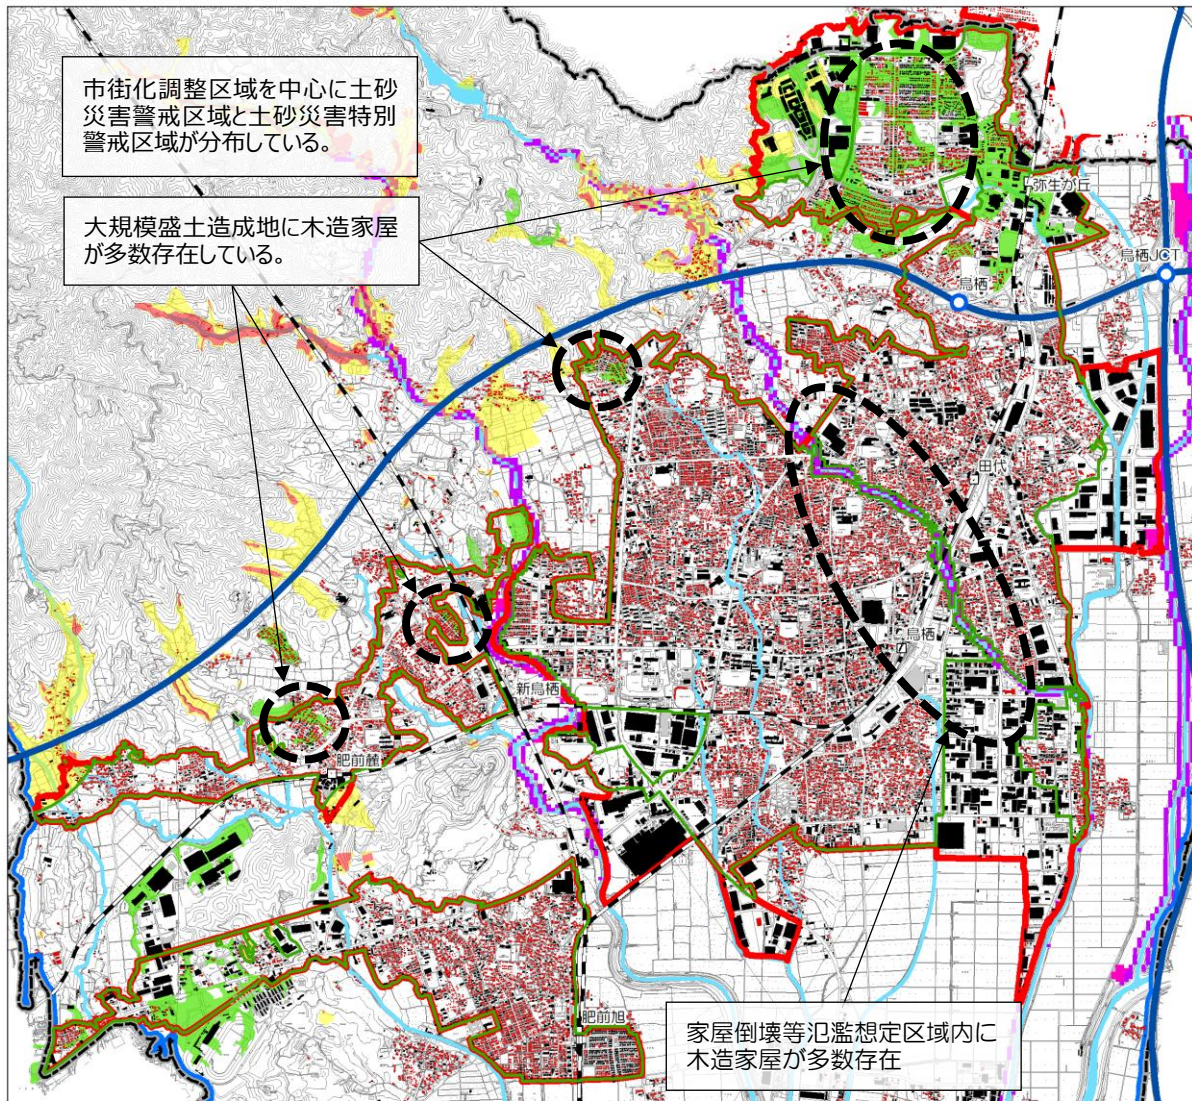 市街化調整区域を中心に土砂
災害警戒区域と土砂災害特別
警戒区域が分布している。
大規模盛土造成地に木造家屋
が多数存在している。
弥生が丘
鳥栖JCT
鳥栖
田代
鳥栖
新鳥栖
肥前麓
肥前旭
家屋倒壊等氾濫想定区域内に
木造家屋が多数存在